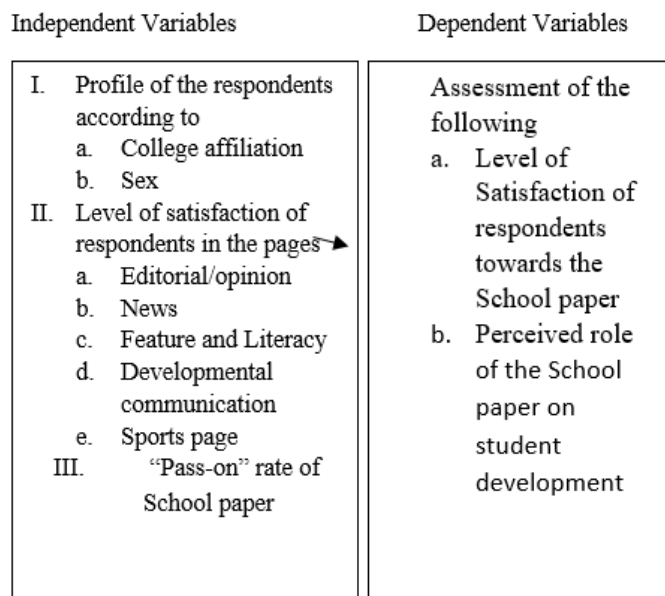 Independent Variables
Dependent Variables
I. Profile of the respondents
according to
a. College affiliation
b. Sex
II. Level of satisfaction of
respondents in the pages
a. Editorial/opinion
b. News
c. Feature and Literacy
d. Developmental
communication
e. Sports page
III. “Pass-on” rate of
School paper
Assessment of the
following
a. Level of
Satisfaction of
respondents
towards the
School paper
b. Perceived role
of the School
paper on
student
development